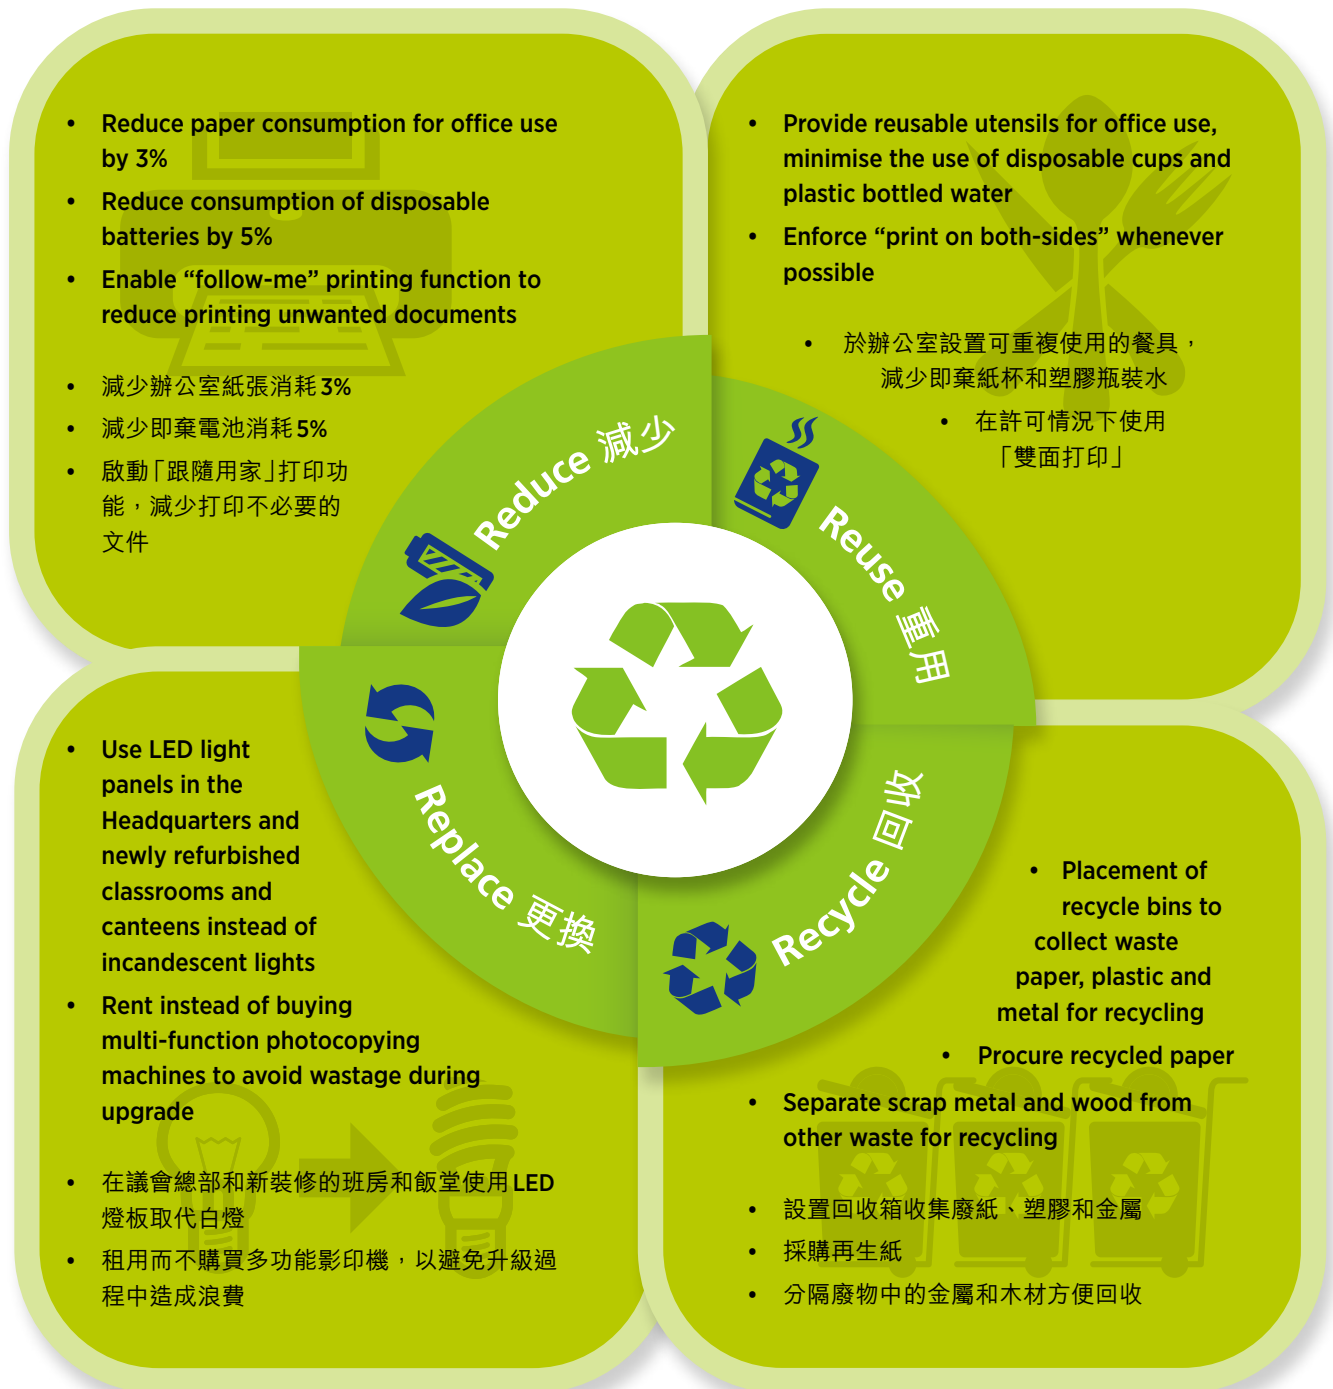 • Reduce paper consumption for office use
by 3%
• Reduce consumption of disposable
batteries by 5%
• Enable “follow-me” printing function to
reduce printing unwanted documents
• 減少辦公室紙張消耗3%
• 減少即棄電池消耗5%
• 啟動「跟隨用家」打印功
能，減少打印不必要的
文件
• Provide reusable utensils for office use,
minimise the use of disposable cups and
plastic bottled water
• Enforce “print on both-sides” whenever
possible
• 於辦公室設置可重複使用的餐具，
減少即棄紙杯和塑膠瓶裝水
• 在許可情況下使用
「雙面打印」
Reduce 減少
Reuse 重用
Replace 更換
Recycle 回收
• Use LED light
panels in the
Headquarters and
newly refurbished
classrooms and
canteens instead of
incandescent lights
• Rent instead of buying
multi-function photocopying
machines to avoid wastage during
upgrade
• 在議會總部和新裝修的班房和飯堂使用LED
燈板取代白燈
• 租用而不購買多功能影印機，以避免升級過
程中造成浪費
• Placement of
recycle bins to
collect waste
paper, plastic and
metal for recycling
• Procure recycled paper
• Separate scrap metal and wood from
other waste for recycling
• 設置回收箱收集廢紙、塑膠和金屬
• 採購再生紙
• 分隔廢物中的金屬和木材方便回收